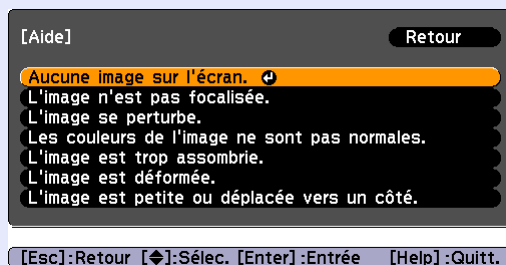 [Aide] Retour
Aucune image sur l'écran.
L'image n'est pas focalisée.
L'image se perturbe.
Les couleurs de l'image ne sont pas normales.
L'image est trop assombrie.
L'image est déformée.
L'image est petite ou déplacée vers un côté.
[Esc]:Retour [◆]:Sélec. [Enter]:Entrée [Help]:Quitt.